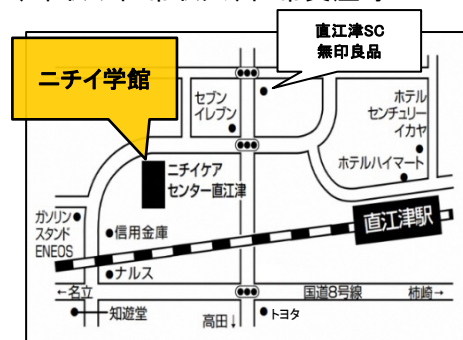 直江津SC
無印良品
ニチイ学館
セブン
イレブン
ホテル
センチュリー
イカヤ
ホテルハイマート
ニチイケア
センター直江津
ガソリン
スタンド
ENEOS
信用金庫
直江津駅
ナルス
←名立
国道8号線
柿崎→
知遊堂
高田↓
トヨタ